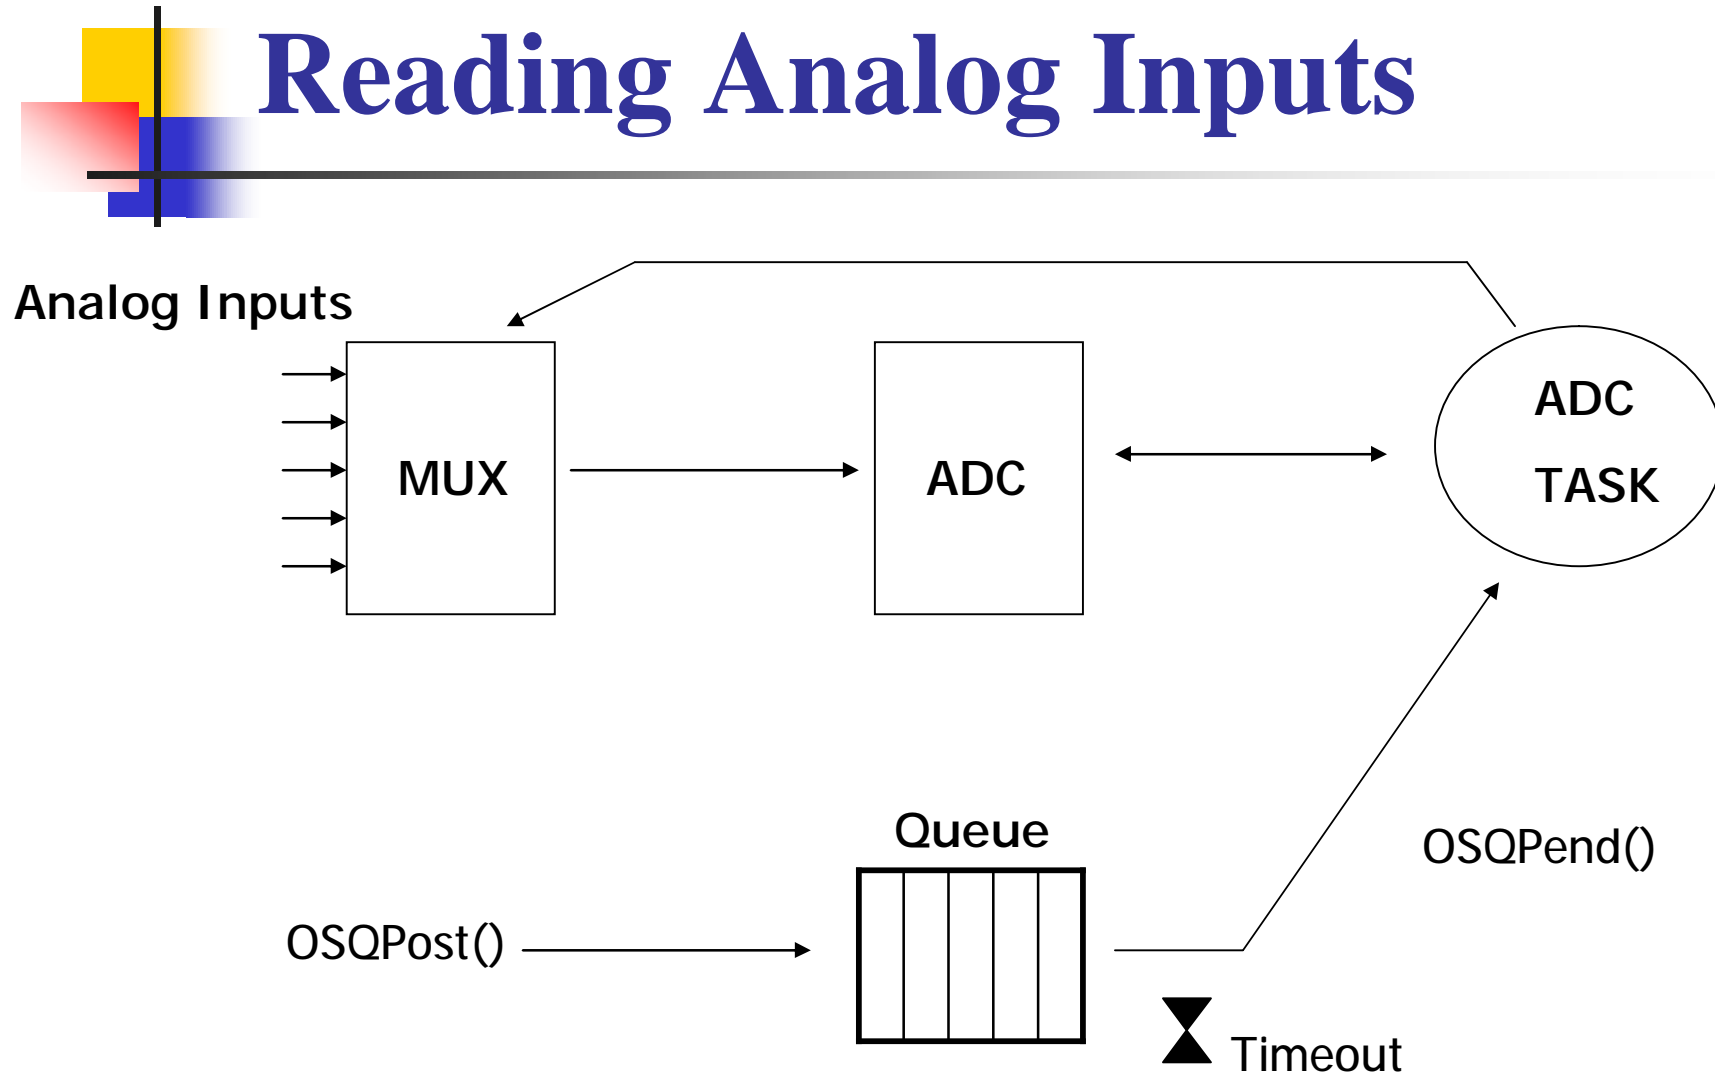 Reading Analog Inputs
Analog Inputs
MUX
ADC
ADC
TASK
Queue
OSQPend()
OSQPost()
Timeout